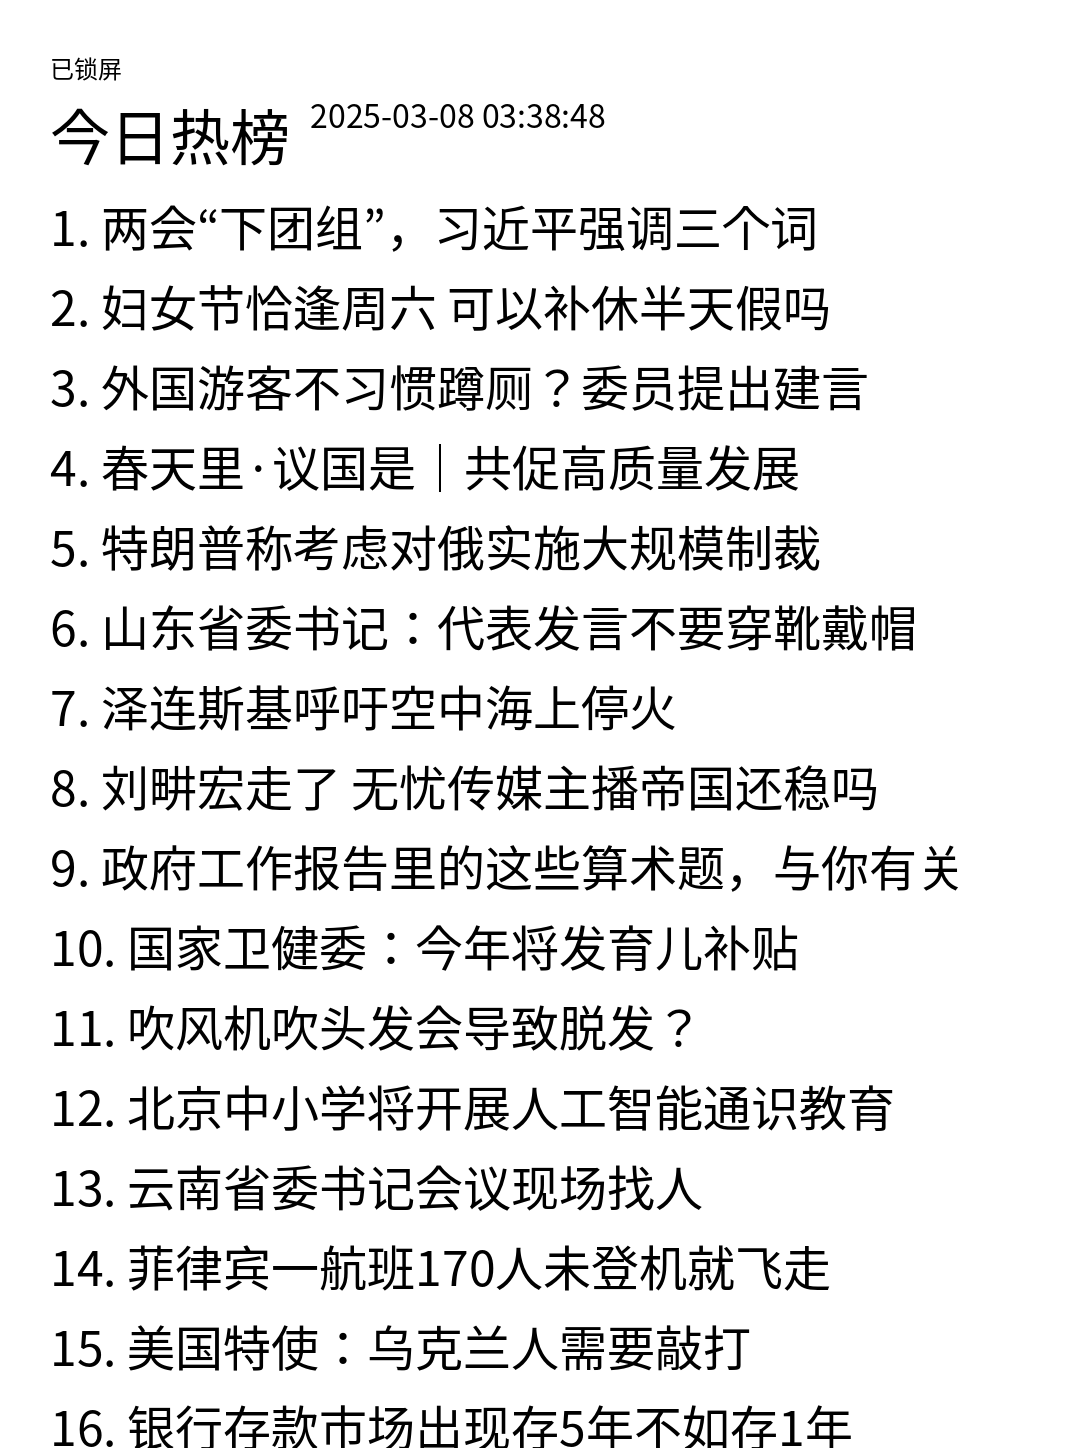 已锁屏
今日热榜 2025-03-08 03:38:48
1. 两会“下团组”，习近平强调三个词
2. 妇女节恰逢周六 可以补休半天假吗
3. 外国游客不习惯蹲厕？委员提出建言
4. 春天里·议国是｜共促高质量发展
5. 特朗普称考虑对俄实施大规模制裁
6. 山东省委书记：代表发言不要穿靴戴帽
7. 泽连斯基呼吁空中海上停火
8. 刘畊宏走了 无忧传媒主播帝国还稳吗
9. 政府工作报告里的这些算术题，与你有关
10. 国家卫健委：今年将发育儿补贴
11. 吹风机吹头发会导致脱发？
12. 北京中小学将开展人工智能通识教育
13. 云南省委书记会议现场找人
14. 菲律宾一航班170人未登机就飞走
15. 美国特使：乌克兰人需要敲打
16. 银行存款市场出现存5年不如存1年